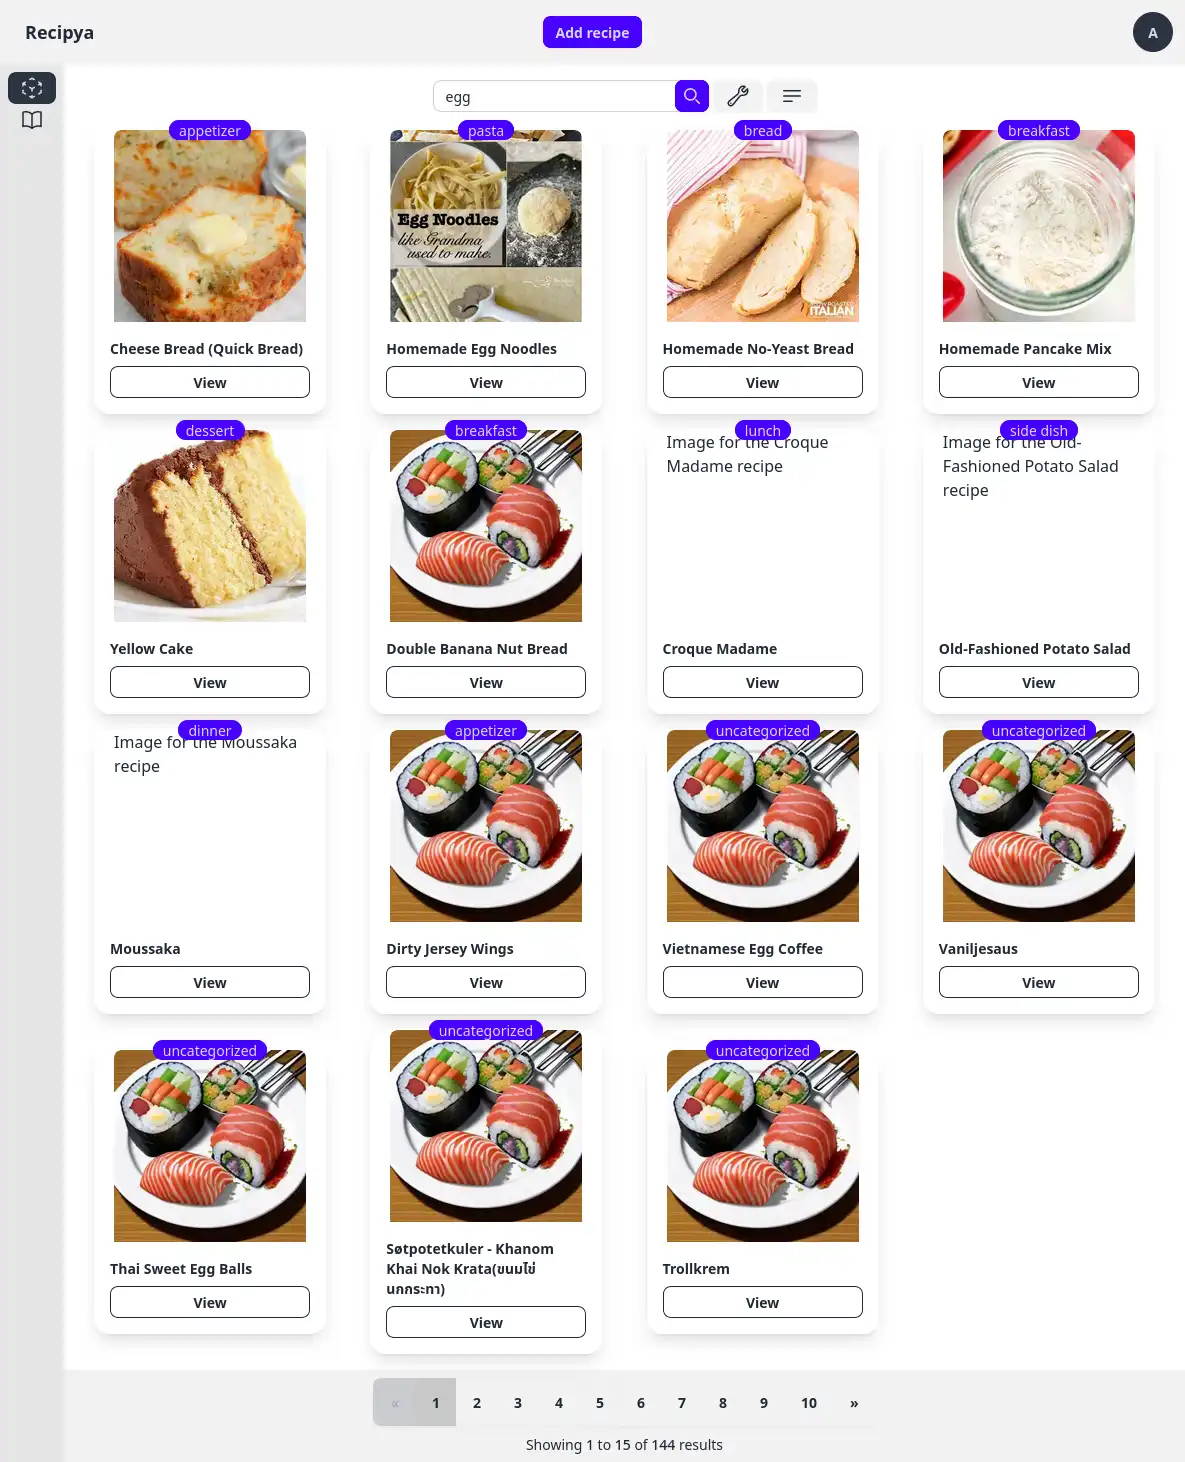 Recipya
Add recipe
A
egg
appetizer
pasta
bread
breakfast
Egg Noodles
like Grandma
used to make.
ITALIAN
Cheese Bread (Quick Bread)
Homemade Egg Noodles
Homemade No-Yeast Bread
Homemade Pancake Mix
View
View
View
View
dessert
breakfast
lunch
side dish
Image for the Croque
Madame recipe
Image for the Old-
Fashioned Potato Salad
recipe
Yellow Cake
Double Banana Nut Bread
Croque Madame
Old-Fashioned Potato Salad
View
View
View
View
dinner
appetizer
uncategorized
uncategorized
Image for the Moussaka
recipe
Moussaka
Dirty Jersey Wings
Vietnamese Egg Coffee
Vaniljesaus
View
View
View
View
uncategorized
uncategorized
uncategorized
Thai Sweet Egg Balls
Søtpotetkuler - Khanom
Khai Nok Krata(ขนมไข่
นกกระทา)
Trollkrem
View
View
View
« 1 2 3 4 5 6 7 8 9 10 »
Showing 1 to 15 of 144 results